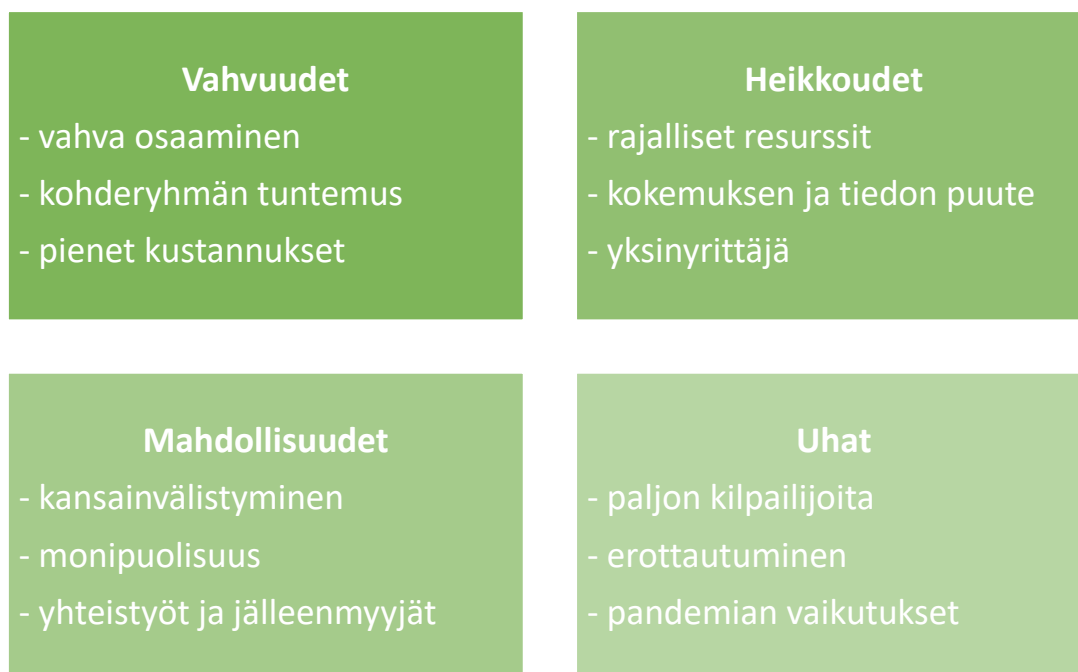 Vahvuudet
- vahva osaaminen
- kohderyhmän tuntemus
- pienet kustannukset
Heikkoudet
- rajalliset resurssit
- kokemuksen ja tiedon puute
- yksinyrittäjä
Mahdollisuudet
- kansainvälistyminen
- monipuolisuus
- yhteistyöt ja jälleenmyyjät
Uhat
- paljon kilpailijoita
- erottautuminen
- pandemian vaikutukset